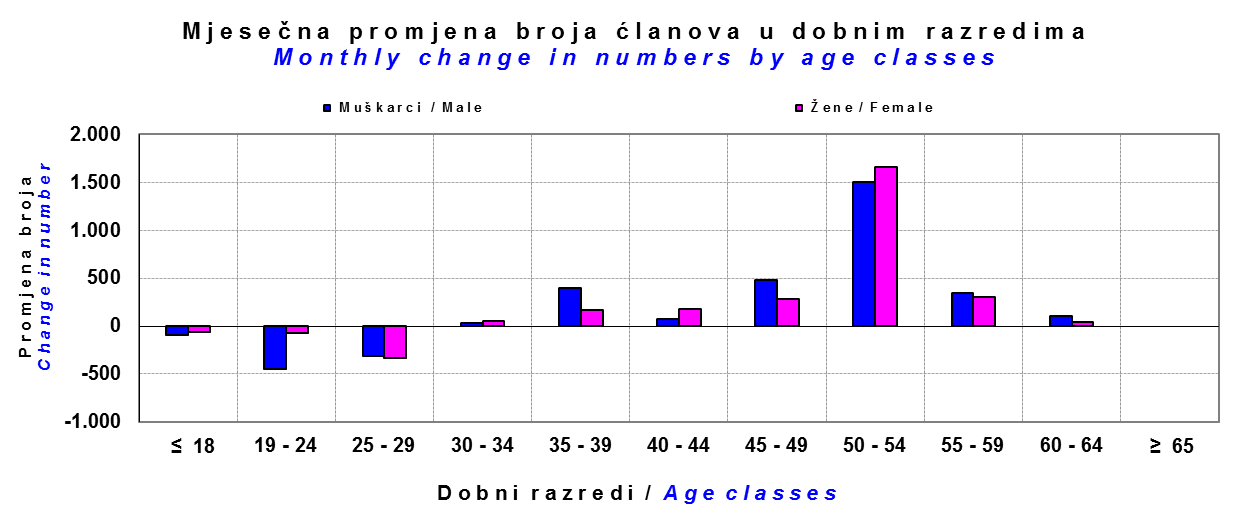 Mjesečna promjena broja ćlanova u dobnim razredima
Monthly change in numbers by age classes
Muškarci / Male
Žene / Female
Promjena broja
Change in number
2.000
1.500
1.000
500
0
-500
-1.000
≤ 18
19 - 24
25 - 29
30 - 34
35 - 39
40 - 44
45 - 49
50 - 54
55 - 59
60 - 64
≥ 65
Dobni razredi / Age classes